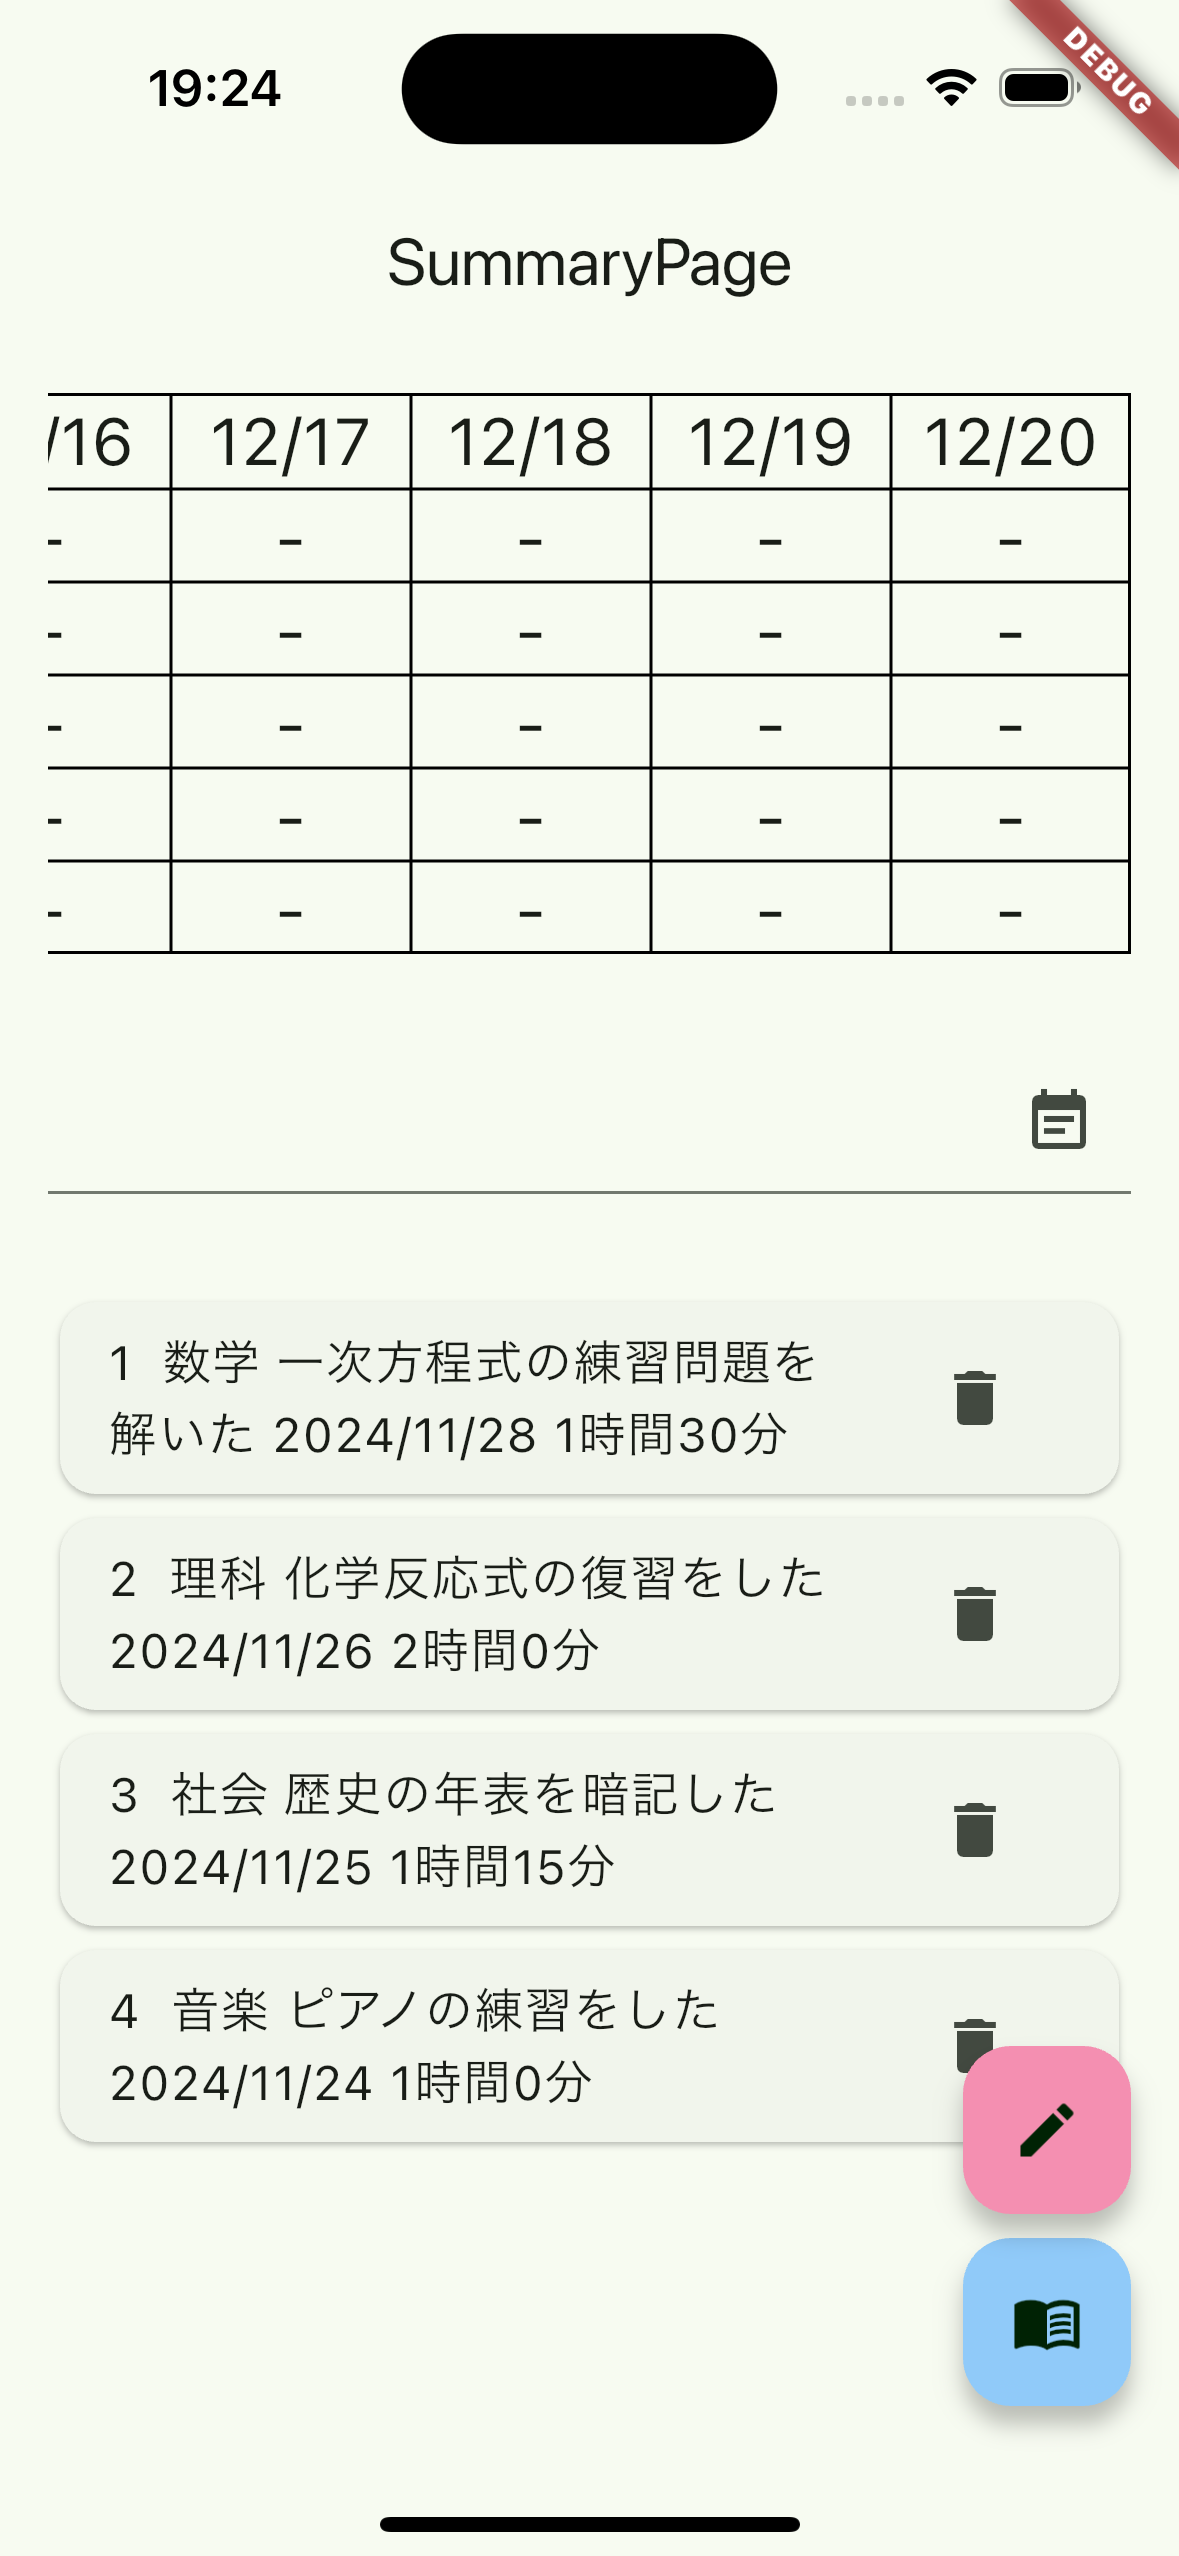 19:24
DEBUG
SummaryPage
/16 12/17 12/18 12/19 12/20
- - - - -
- - - - -
- - - - -
- - - - -
- - - - -
1 数学 一次方程式の練習問題を
解いた 2024/11/28 1時間30分
2 理科 化学反応式の復習をした
2024/11/26 2時間0分
3 社会 歴史の年表を暗記した
2024/11/25 1時間15分
4 音楽 ピアノの練習をした
2024/11/24 1時間0分